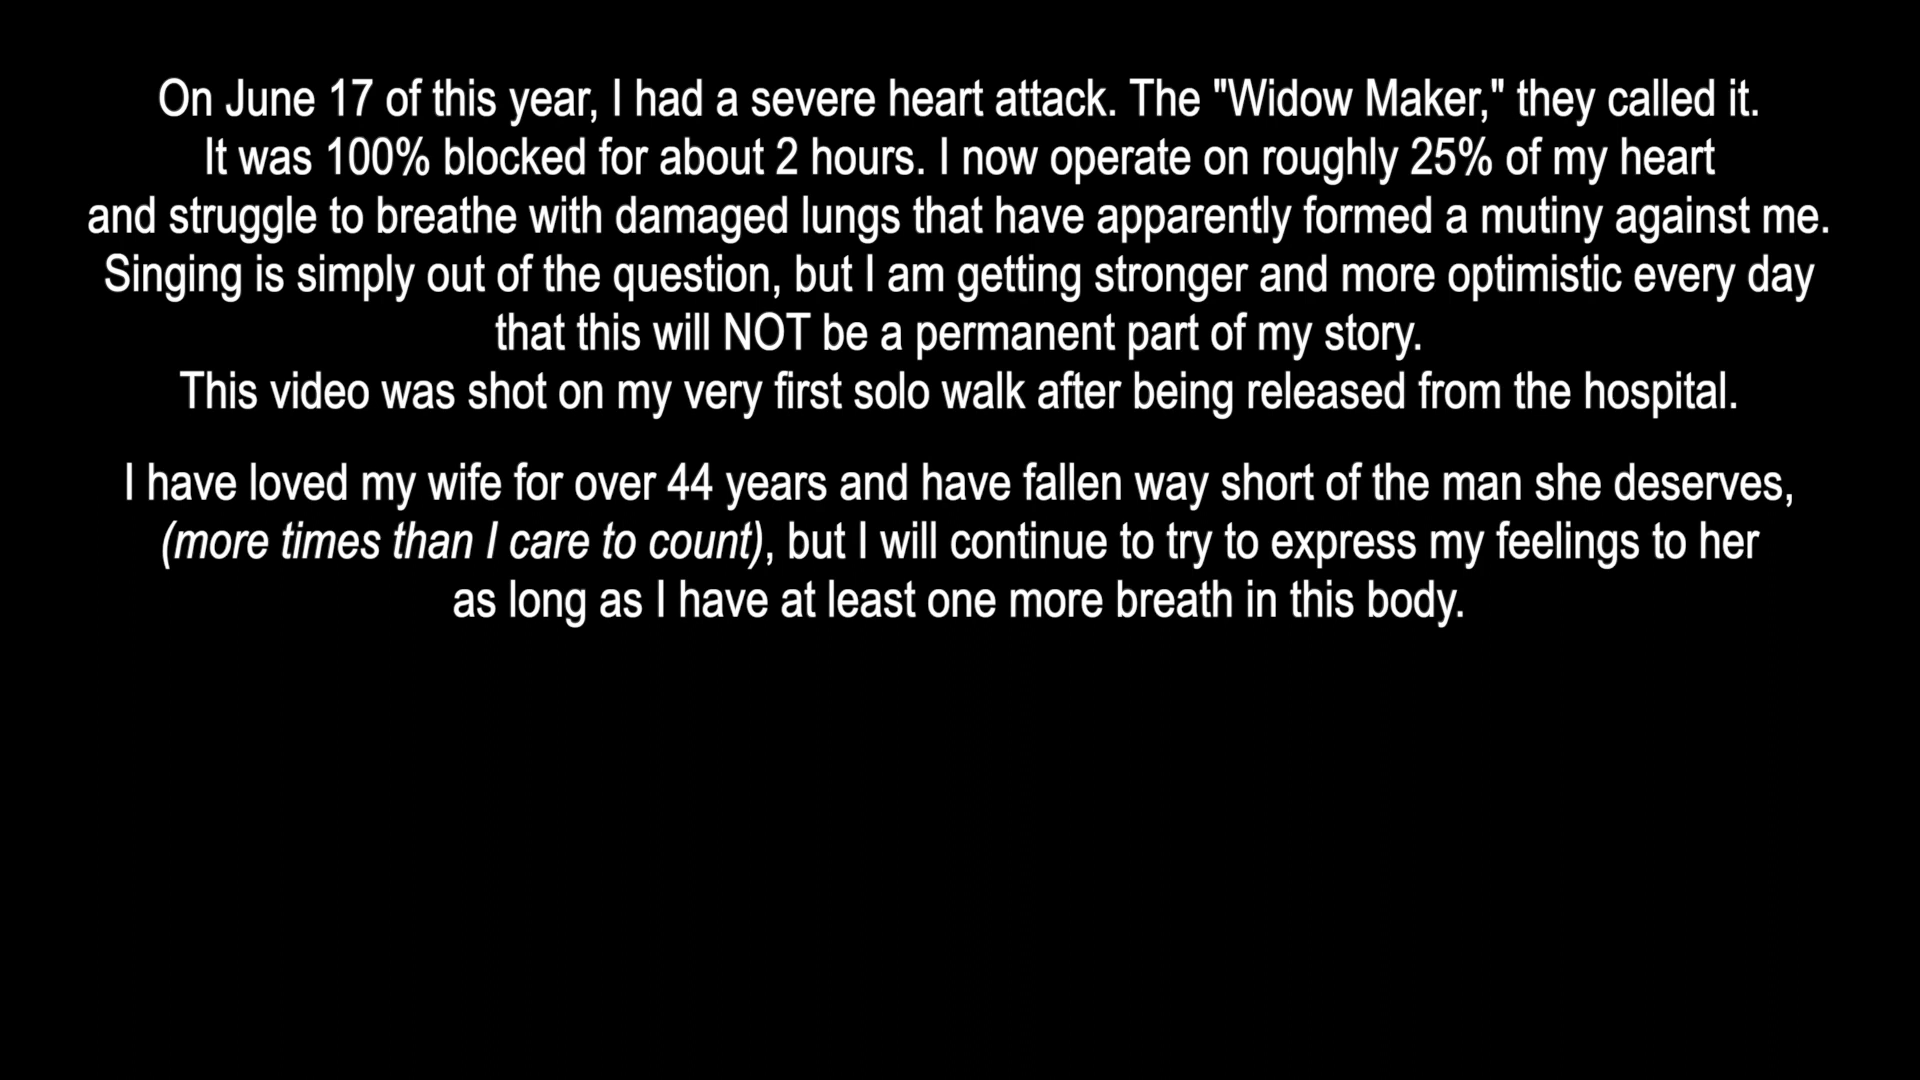 On June 17 of this year, I had a severe heart attack. The "Widow Maker," they called it.
It was 100% blocked for about 2 hours. I now operate on roughly 25% of my heart
and struggle to breathe with damaged lungs that have apparently formed a mutiny against me.
Singing is simply out of the question, but I am getting stronger and more optimistic every day
that this will NOT be a permanent part of my story.
This video was shot on my very first solo walk after being released from the hospital.
I have loved my wife for over 44 years and have fallen way short of the man she deserves,
(more times than I care to count), but I will continue to try to express my feelings to her
as long as I have at least one more breath in this body.